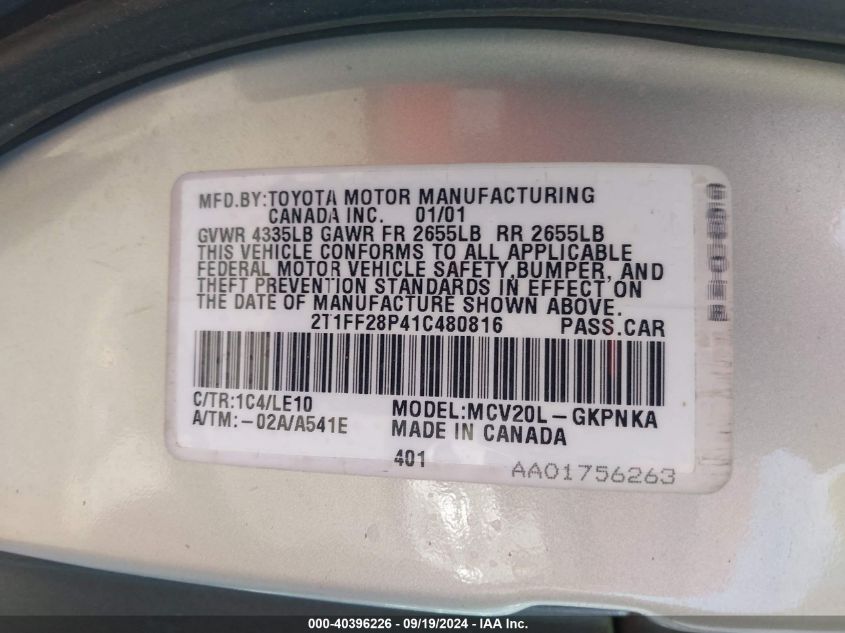 MFD.BY:TOYOTA MOTOR MANUFACTURING
CANADA INC. 01/01
GVWR 4335LB GAWR FR 2655LB RR 2655LB
THIS VEHICLE CONFORMS TO ALL APPLICABLE
FEDERAL MOTOR VEHICLE SAFETY,BUMPER, AND
THEFT PREVENTION STANDARDS IN EFFECT ON
THE DATE OF MANUFACTURE SHOWN ABOVE.
2T1FF28P41C480816 PASS.CAR
C/TR:1C4/LE10 MODEL:MCV20L-GKPNKA
A/TM:-02A/A541E MADE IN CANADA
401
AA01756263
000-40396226 - 09/19/2024 - IAA Inc.